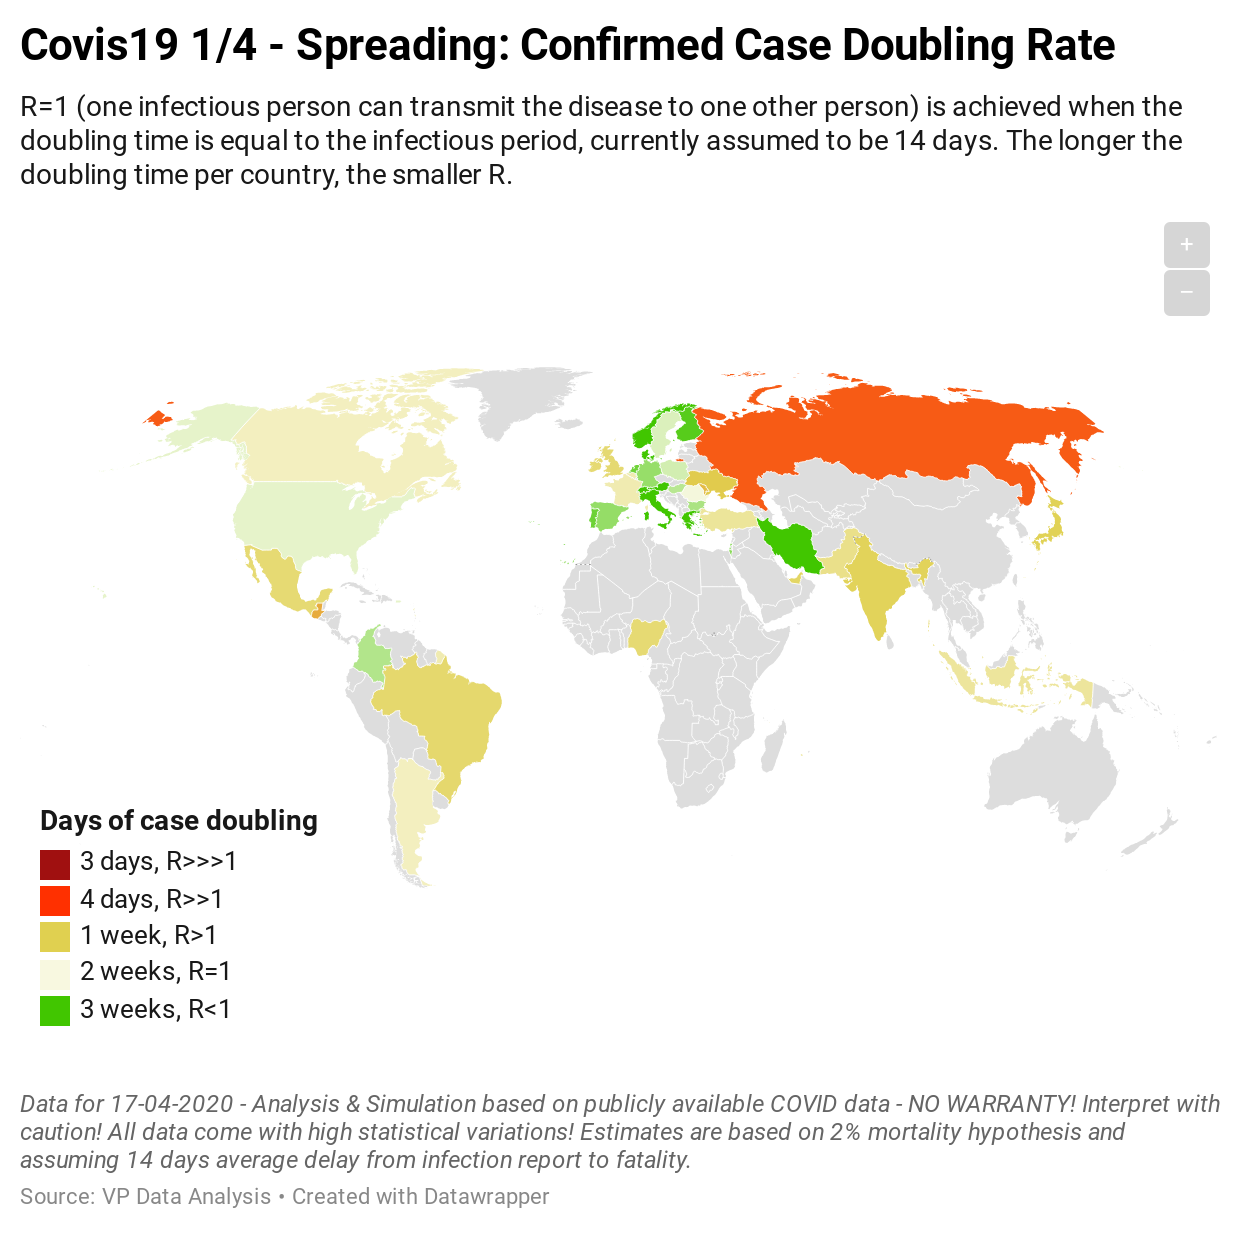 Covis19 1/4 - Spreading: Confirmed Case Doubling Rate
R=1 (one infectious person can transmit the disease to one other person) is achieved when the
doubling time is equal to the infectious period, currently assumed to be 14 days. The longer the
doubling time per country, the smaller R.
+
−
Days of case doubling
3 days, R>>>1
4 days, R>>1
1 week, R>1
2 weeks, R=1
3 weeks, R<1
Data for 17-04-2020 - Analysis & Simulation based on publicly available COVID data - NO WARRANTY! Interpret with
caution! All data come with high statistical variations! Estimates are based on 2% mortality hypothesis and
assuming 14 days average delay from infection report to fatality.
Source: VP Data Analysis • Created with Datawrapper